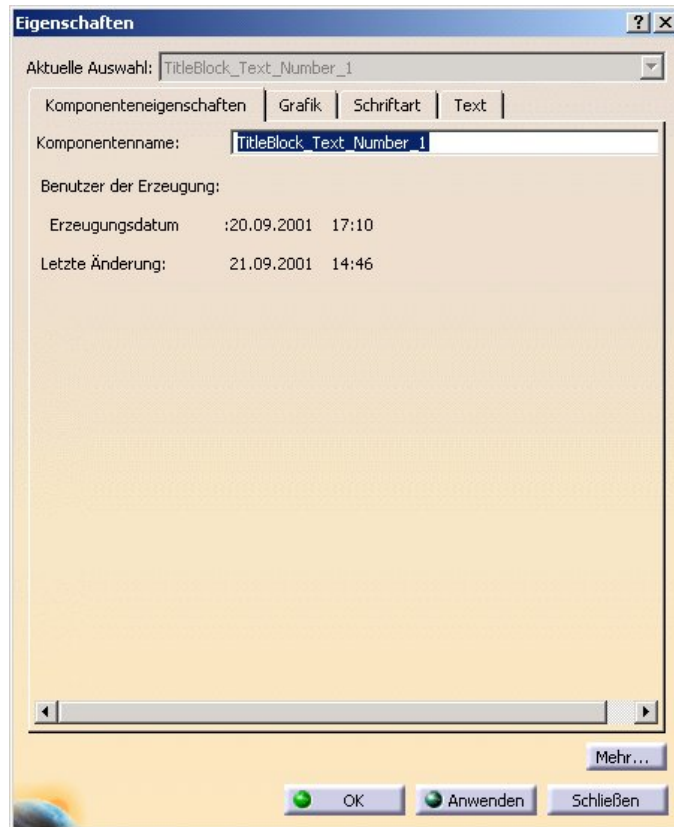 Eigenschaften
Aktuelle Auswahl: TitleBlock_Text_Number_1
Komponenteneigenschaften Grafik Schriftart Text
Komponentenname: TitleBlock_Text_Number_1
Benutzer der Erzeugung:
Erzeugungsdatum :20.09.2001 17:10
Letzte Änderung: 21.09.2001 14:46
Mehr...
OK Anwenden Schließen